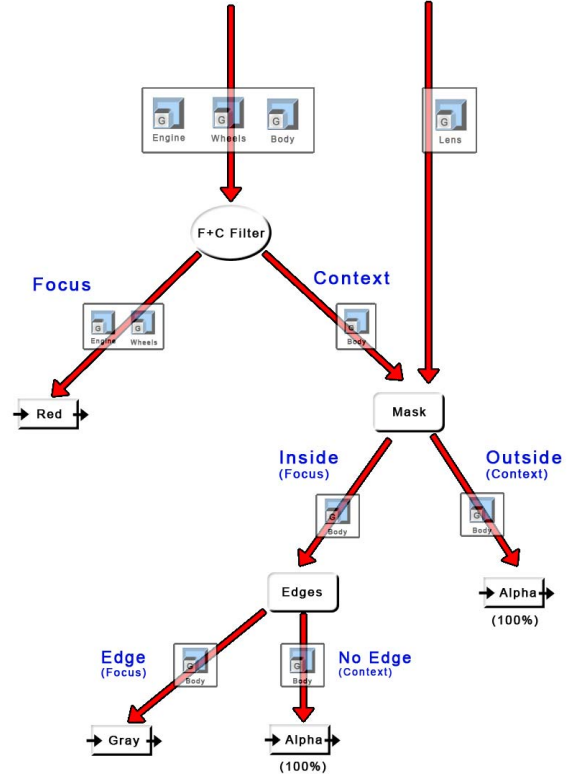 G G G G
Engine Wheels Body Lens
F+C Filter
Focus
Context
G G G
Engine Wheels Body
Red
Mask
Inside
(Focus)
Outside
(Context)
G G
Body Body
Edges
Alpha
(100%)
Edge
(Focus)
G G
Body Body
No Edge
(Context)
Gray
Alpha
(100%)